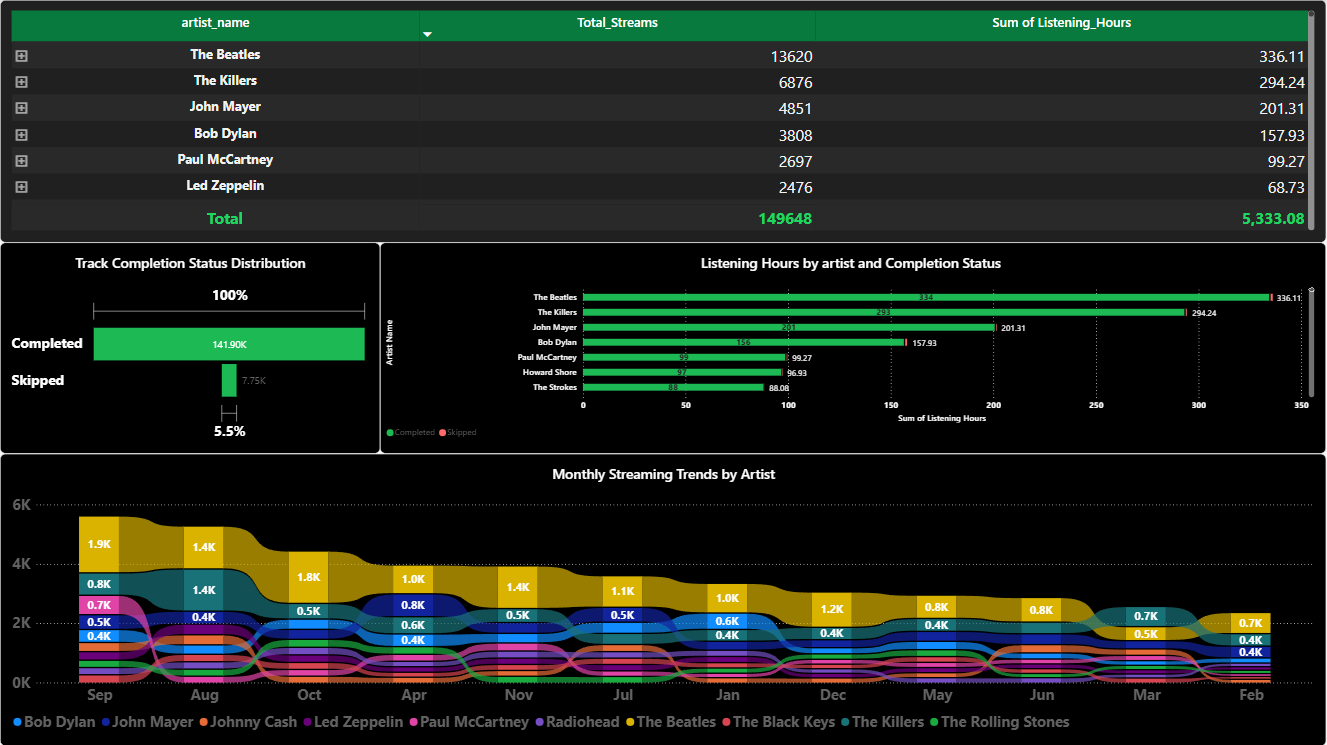 artist_name Total_Streams Sum of Listening_Hours
The Beatles 13620 336.11
The Killers 6876 294.24
John Mayer 4851 201.31
Bob Dylan 3808 157.93
Paul McCartney 2697 99.27
Led Zeppelin 2476 68.73
Total 149648 5,333.08
Track Completion Status Distribution
100%
Completed 141.90K
Skipped 7.75K
5.5%
Listening Hours by artist and Completion Status
Artist Name
The Beatles 334 336.11
The Killers 293 294.24
John Mayer 201 201.31
Bob Dylan 156 157.93
Paul McCartney 99 99.27
Howard Shore 97 96.93
The Strokes 88 88.08
0 50 100 150 200 250 300 350
Sum of Listening Hours
Completed Skipped
Monthly Streaming Trends by Artist
6K
4K
2K
0K
1.9K 0.8K 0.7K 0.5K 0.4K
1.4K 1.4K 0.4K
1.8K 0.5K
1.0K 0.8K 0.6K 0.4K
1.4K 0.5K
1.1K 0.5K
1.0K 0.6K 0.4K
1.2K 0.4K
0.8K 0.4K
0.8K
0.7K 0.5K
0.7K 0.4K 0.4K
Sep Aug Oct Apr Nov Jul Jan Dec May Jun Mar Feb
Bob Dylan John Mayer Johnny Cash Led Zeppelin Paul McCartney Radiohead The Beatles The Black Keys The Killers The Rolling Stones